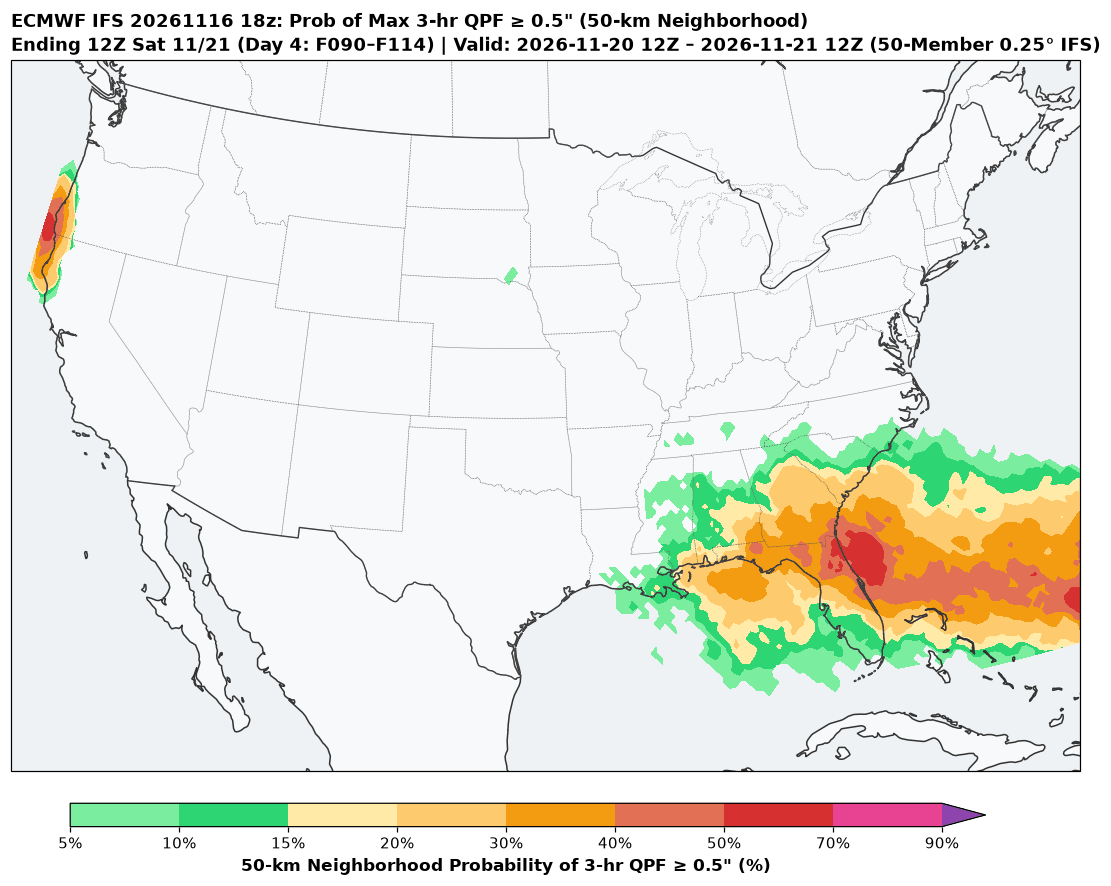 ECMWF IFS 20261116 18z: Prob of Max 3-hr QPF ≥ 0.5" (50-km Neighborhood)
Ending 12Z Sat 11/21 (Day 4: F090–F114) | Valid: 2026-11-20 12Z – 2026-11-21 12Z (50-Member 0.25° IFS)
5% 10% 15% 20% 30% 40% 50% 70% 90%
50-km Neighborhood Probability of 3-hr QPF ≥ 0.5" (%)